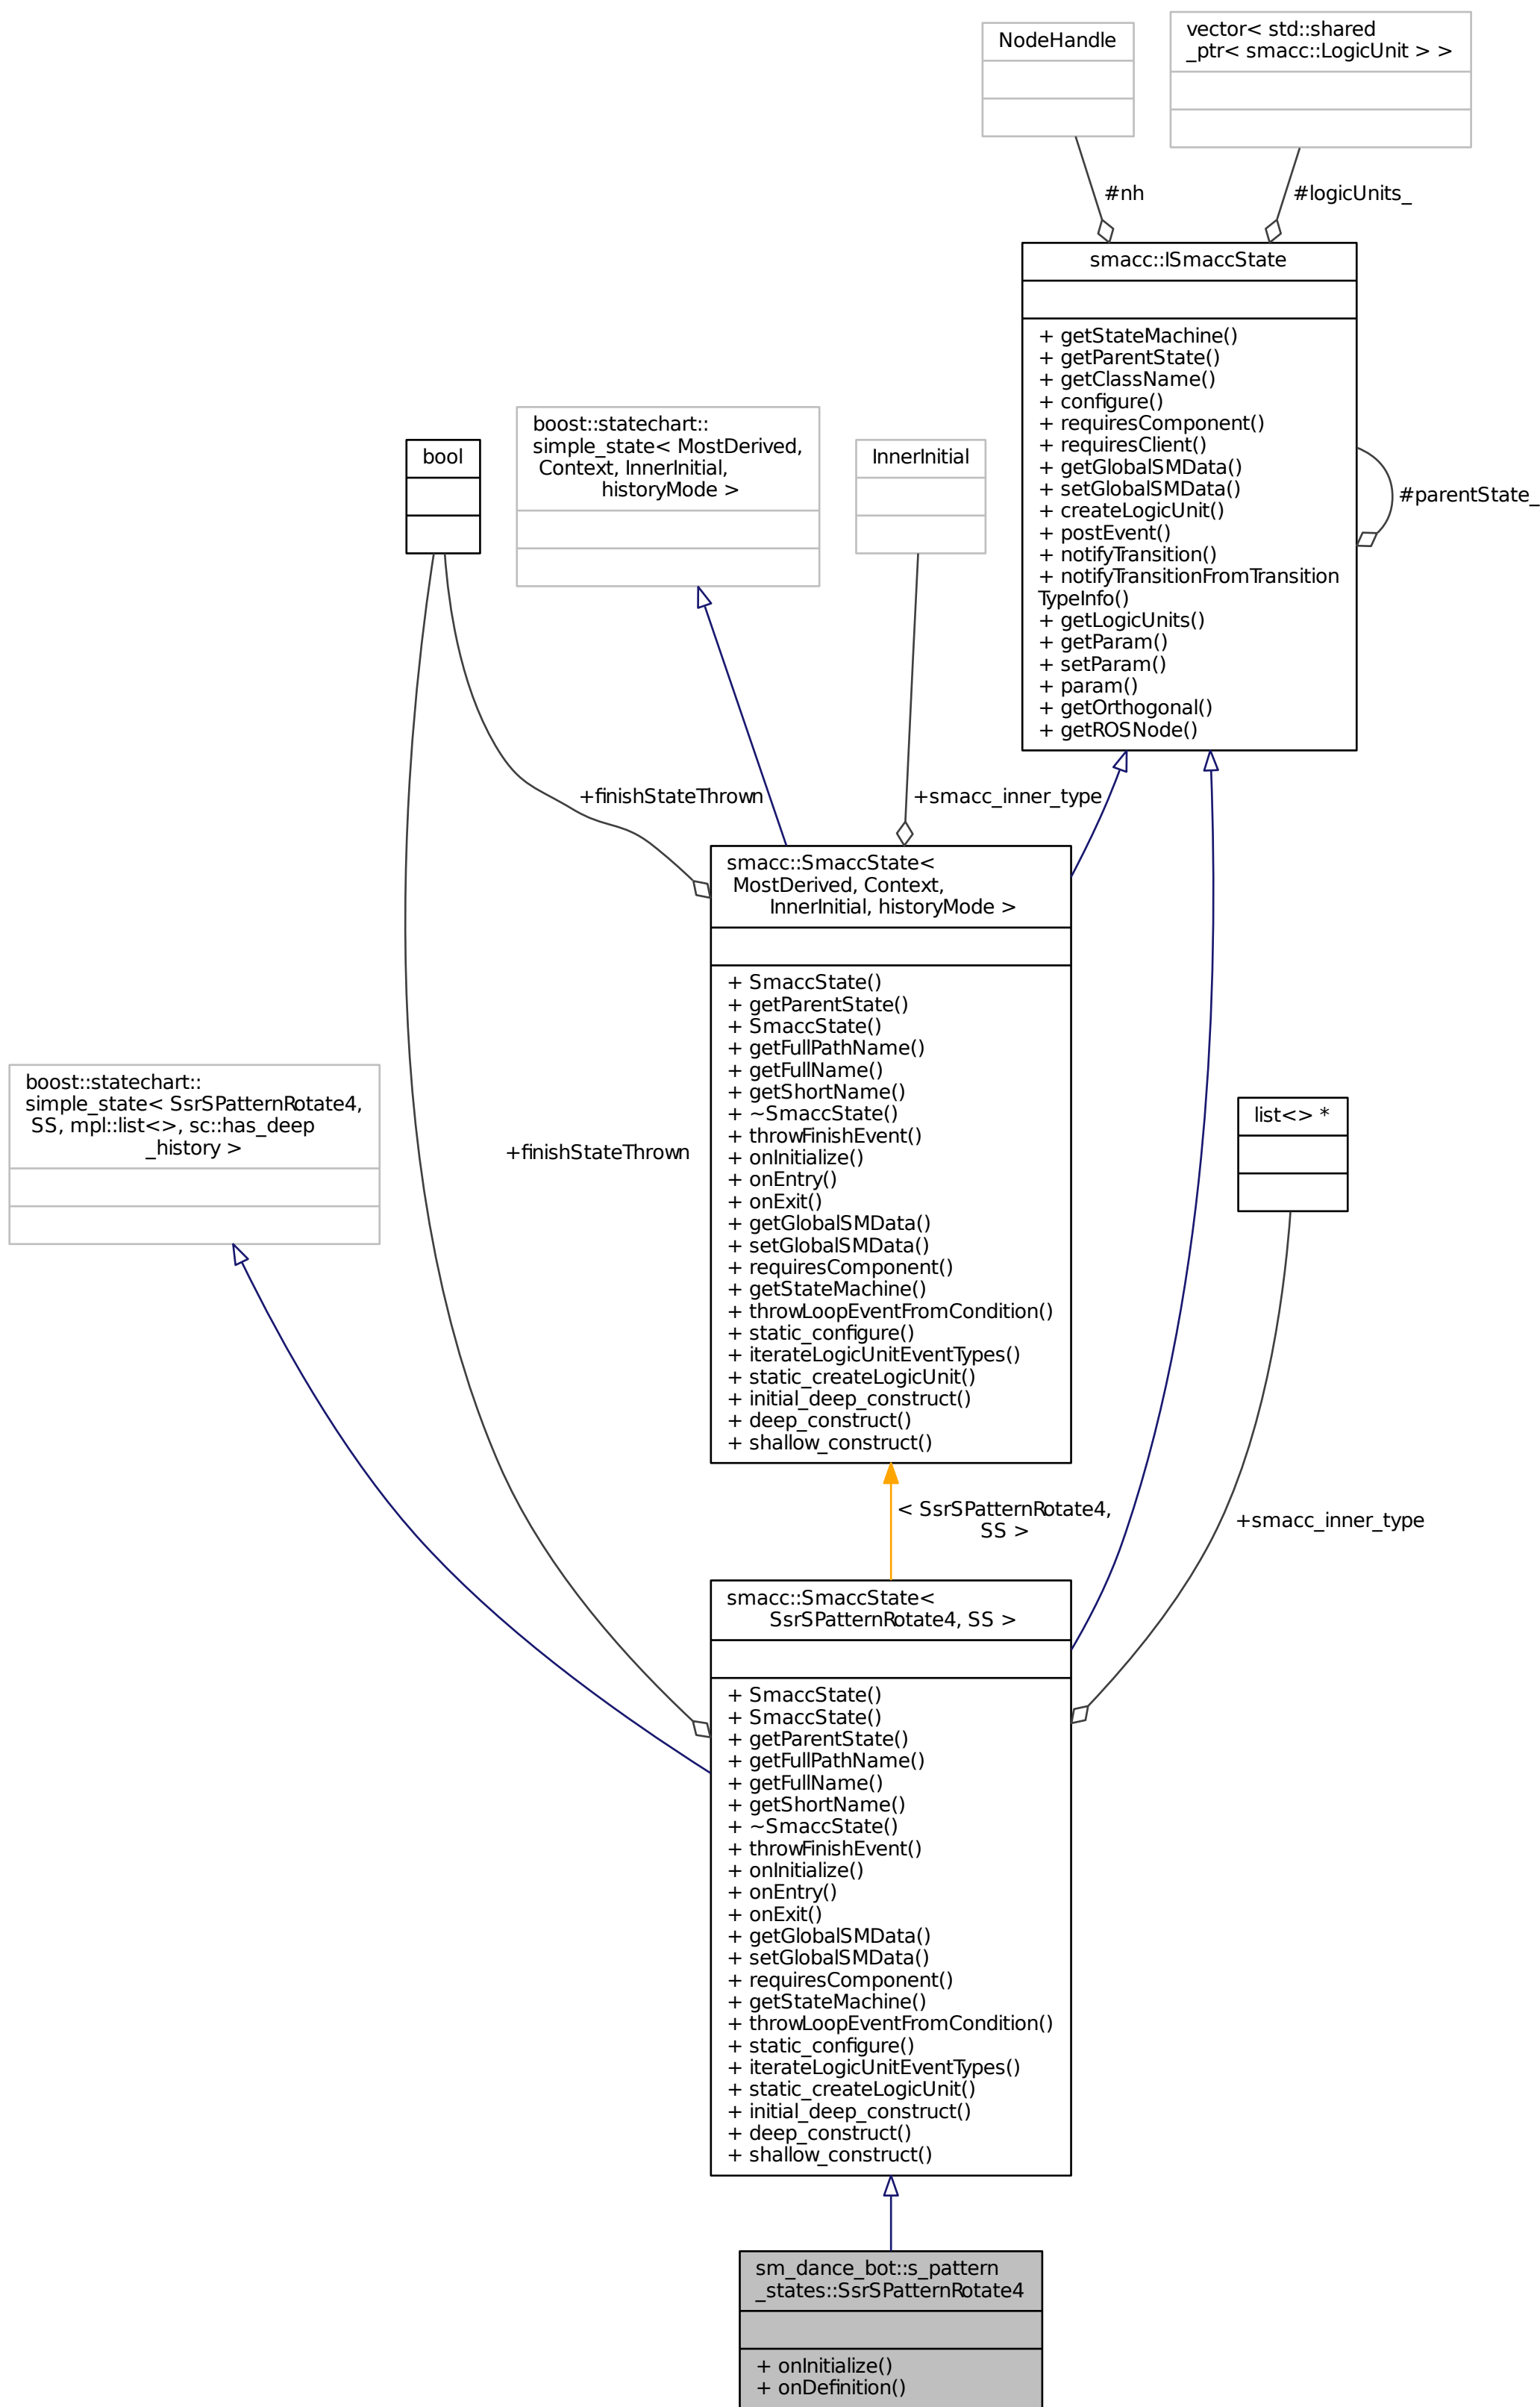 NodeHandle
vector< std::shared
_ptr< smacc::LogicUnit > >
#nh
#logicUnits_
smacc::ISmaccState
+ getStateMachine()
+ getParentState()
+ getClassName()
+ configure()
+ requiresComponent()
+ requiresClient()
+ getGlobalSMData()
+ setGlobalSMData()
+ createLogicUnit()
+ postEvent()
+ notifyTransition()
+ notifyTransitionFromTransition
TypeInfo()
+ getLogicUnits()
+ getParam()
+ setParam()
+ param()
+ getOrthogonal()
+ getROSNode()
#parentState_
boost::statechart::
simple_state< MostDerived,
Context, InnerInitial,
historyMode >
bool
InnerInitial
+finishStateThrown
+smacc_inner_type
smacc::SmaccState<
MostDerived, Context,
InnerInitial, historyMode >
+ SmaccState()
+ getParentState()
+ SmaccState()
+ getFullPathName()
+ getFullName()
+ getShortName()
+ ~SmaccState()
+ throwFinishEvent()
+ onInitialize()
+ onEntry()
+ onExit()
+ getGlobalSMData()
+ setGlobalSMData()
+ requiresComponent()
+ getStateMachine()
+ throwLoopEventFromCondition()
+ static_configure()
+ iterateLogicUnitEventTypes()
+ static_createLogicUnit()
+ initial_deep_construct()
+ deep_construct()
+ shallow_construct()
boost::statechart::
simple_state< SsrSPatternRotate4,
SS, mpl::list<>, sc::has_deep
_history >
+finishStateThrown
list<> *
< SsrSPatternRotate4,
SS >
+smacc_inner_type
smacc::SmaccState<
SsrSPatternRotate4, SS >
+ SmaccState()
+ SmaccState()
+ getParentState()
+ getFullPathName()
+ getFullName()
+ getShortName()
+ ~SmaccState()
+ throwFinishEvent()
+ onInitialize()
+ onEntry()
+ onExit()
+ getGlobalSMData()
+ setGlobalSMData()
+ requiresComponent()
+ getStateMachine()
+ throwLoopEventFromCondition()
+ static_configure()
+ iterateLogicUnitEventTypes()
+ static_createLogicUnit()
+ initial_deep_construct()
+ deep_construct()
+ shallow_construct()
sm_dance_bot::s_pattern
_states::SsrSPatternRotate4
+ onInitialize()
+ onDefinition()